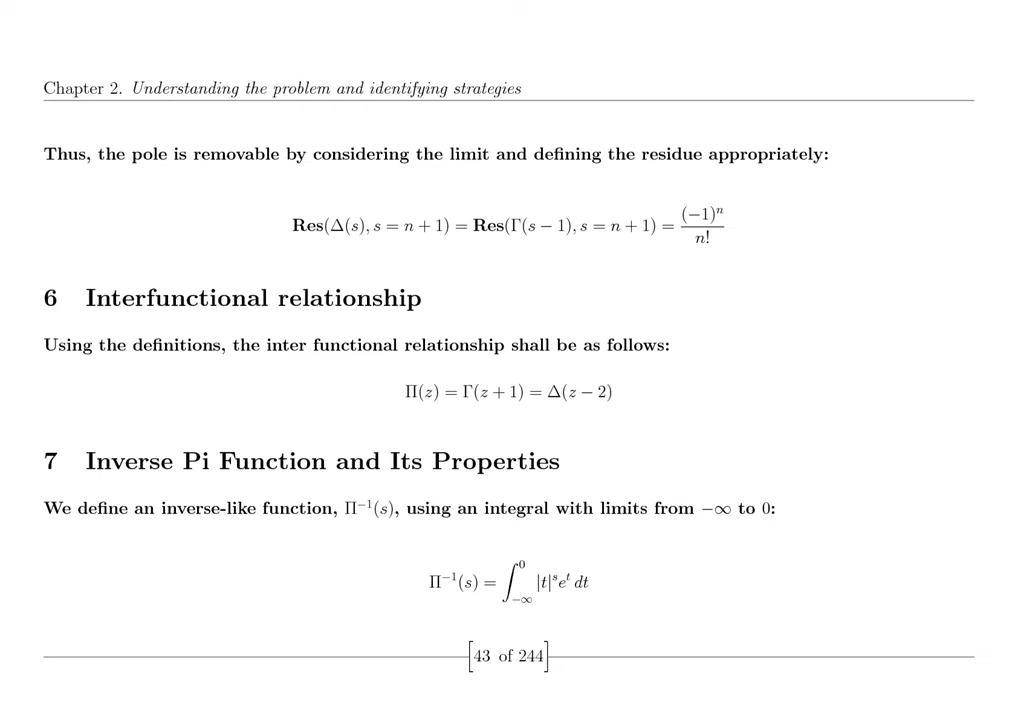 Chapter 2. Understanding the problem and identifying strategies
Thus, the pole is removable by considering the limit and defining the residue appropriately:
Res(Δ(s), s = n + 1) = Res(Γ(s − 1), s = n + 1) = (−1)ⁿ / n!
6 Interfunctional relationship
Using the definitions, the inter functional relationship shall be as follows:
Π(z) = Γ(z + 1) = Δ(z − 2)
7 Inverse Pi Function and Its Properties
We define an inverse-like function, Π⁻¹(s), using an integral with limits from −∞ to 0:
Π⁻¹(s) = ∫_{−∞}^{0} |t|ˢeᵗ dt
[43 of 244]